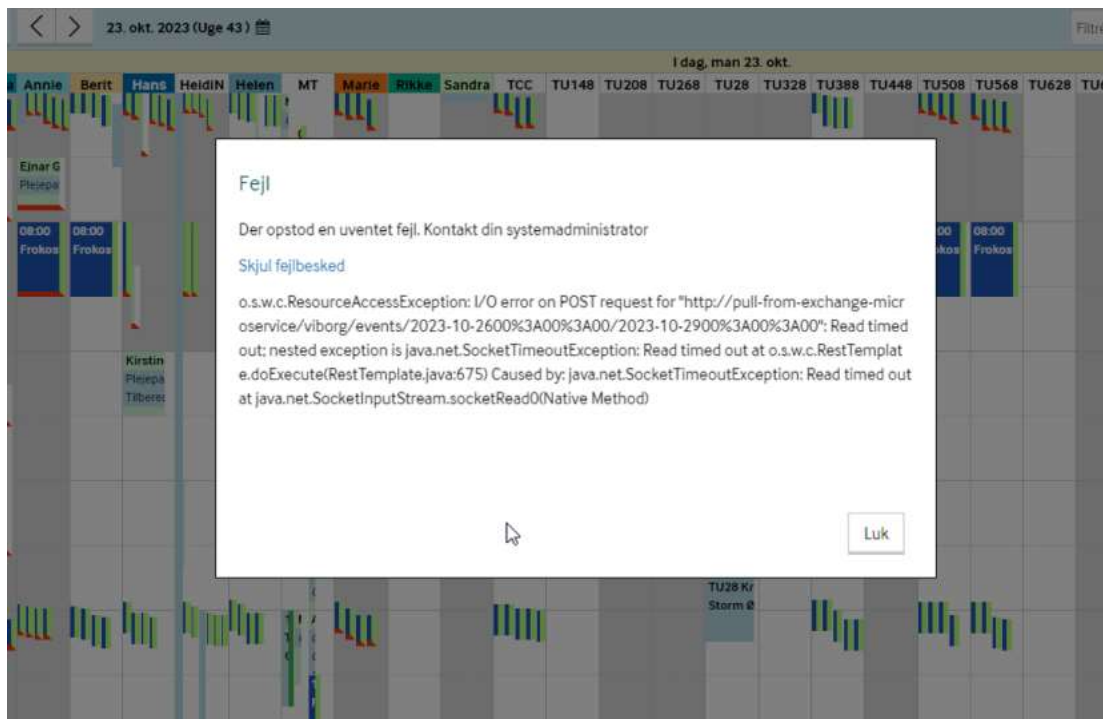 23. okt. 2023 (Uge 43)
Filtre
I dag, man 23. okt.
Annie Berit Hans HeidiN Helen MT Marie Rikke Sandra TCC TU148 TU208 TU268 TU28 TU328 TU388 TU448 TU508 TU568 TU628
Ejnar G
Plejepa
08:00 08:00 08:00
Frokos Frokos Frokos
Fejl
Der opstod en uventet fejl. Kontakt din systemadministrator
Skjul fejlbesked
o.s.w.c.ResourceAccessException: I/O error on POST request for "http://pull-from-exchange-micr
oservice/viborg/events/2023-10-2600%3A00%3A00/2023-10-2900%3A00%3A00": Read timed
out; nested exception is java.net.SocketTimeoutException: Read timed out at o.s.w.c.RestTemplat
e.doExecute(RestTemplate.java:675) Caused by: java.net.SocketTimeoutException: Read timed out
at java.net.SocketInputStream.socketRead0(Native Method)
Luk
Kirstin
Plejepa
Tilbered
TU28 Kr
Storm Ø